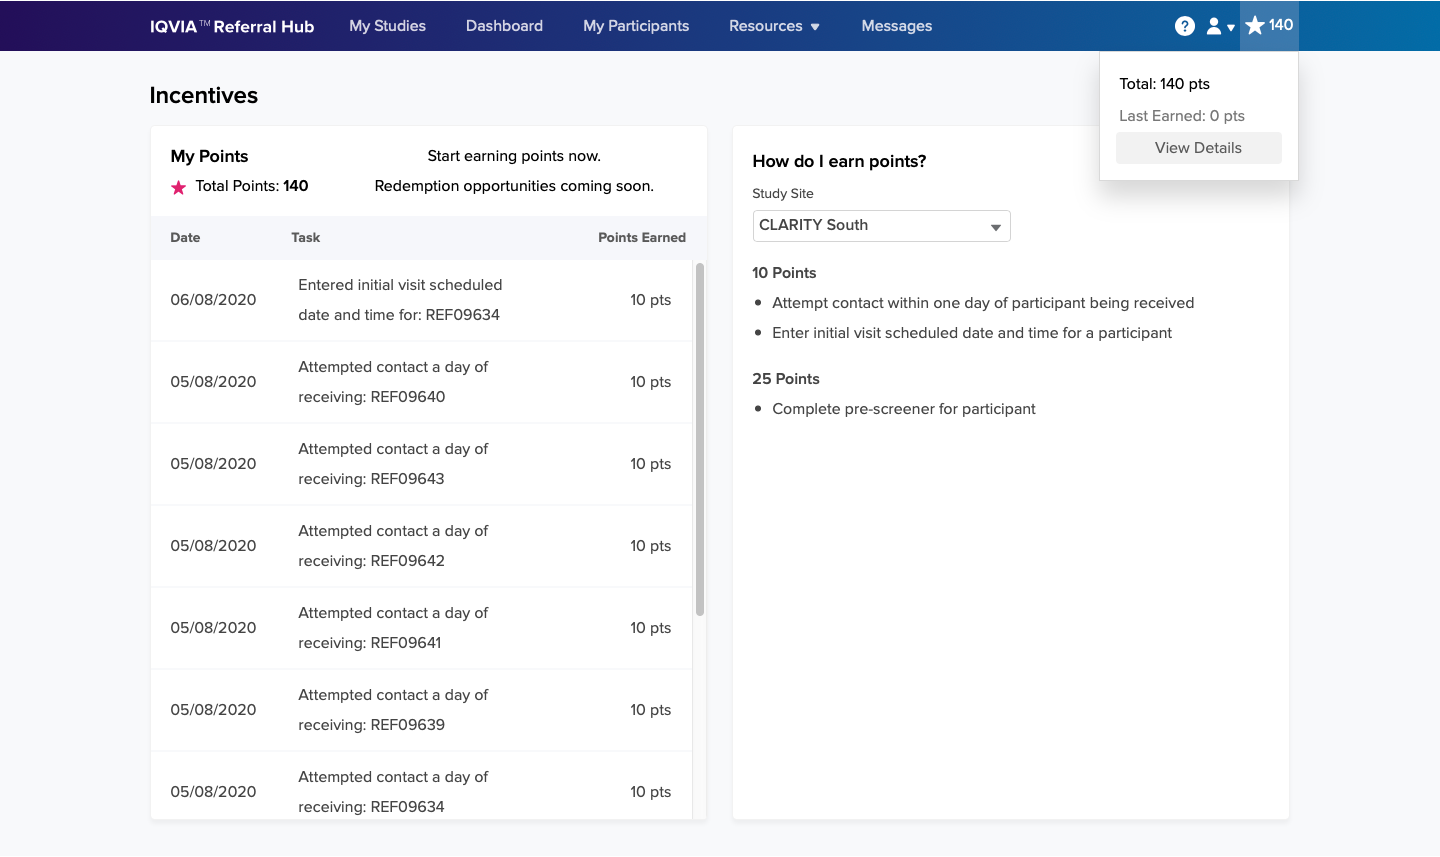 IQVIA™ Referral Hub My Studies Dashboard My Participants Resources Messages ? 140
Total: 140 pts
Last Earned: 0 pts
View Details
Incentives
My Points Start earning points now.
Total Points: 140 Redemption opportunities coming soon.
Date Task Points Earned
06/08/2020 Entered initial visit scheduled
date and time for: REF09634 10 pts
05/08/2020 Attempted contact a day of
receiving: REF09640 10 pts
05/08/2020 Attempted contact a day of
receiving: REF09643 10 pts
05/08/2020 Attempted contact a day of
receiving: REF09642 10 pts
05/08/2020 Attempted contact a day of
receiving: REF09641 10 pts
05/08/2020 Attempted contact a day of
receiving: REF09639 10 pts
05/08/2020 Attempted contact a day of
receiving: REF09634 10 pts
How do I earn points?
Study Site
CLARITY South
10 Points
• Attempt contact within one day of participant being received
• Enter initial visit scheduled date and time for a participant
25 Points
• Complete pre-screener for participant